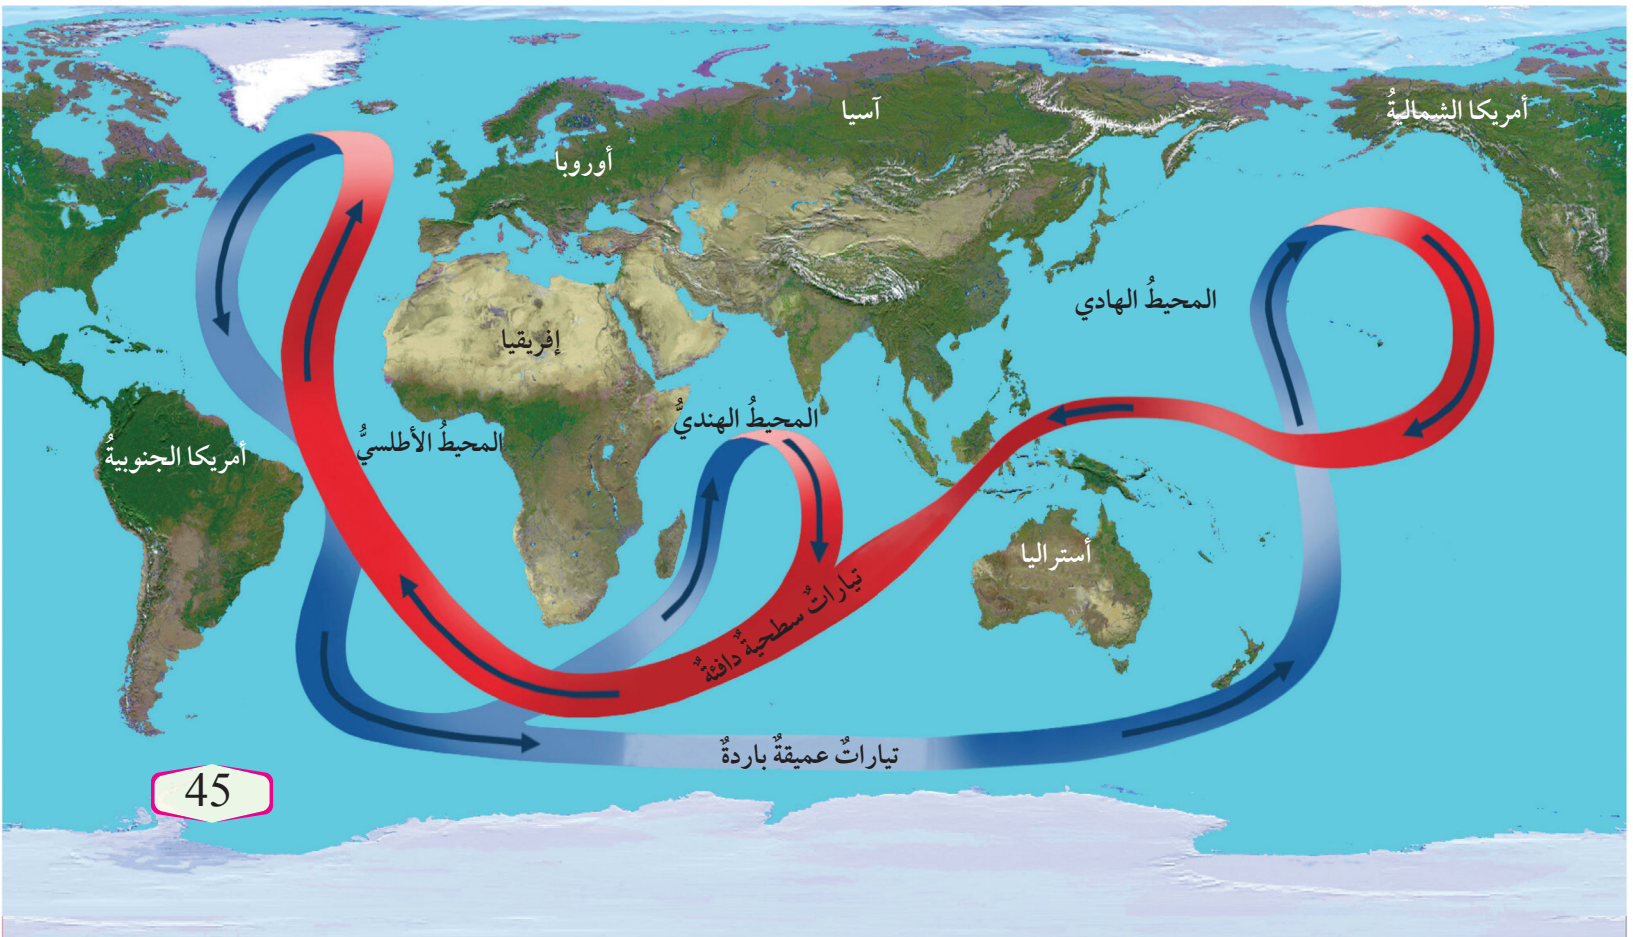 أمريكا الشماليةُ
آسيا
أوروبا
المحيطُ الهادي
إفريقيا
المحيطُ الهنديُّ
المحيطُ الأطلسيُّ
أمريكا الجنوبيةُ
أستراليا
تياراتٌ سطحيةٌ دافئةٌ
تياراتٌ عميقةٌ باردةٌ
45